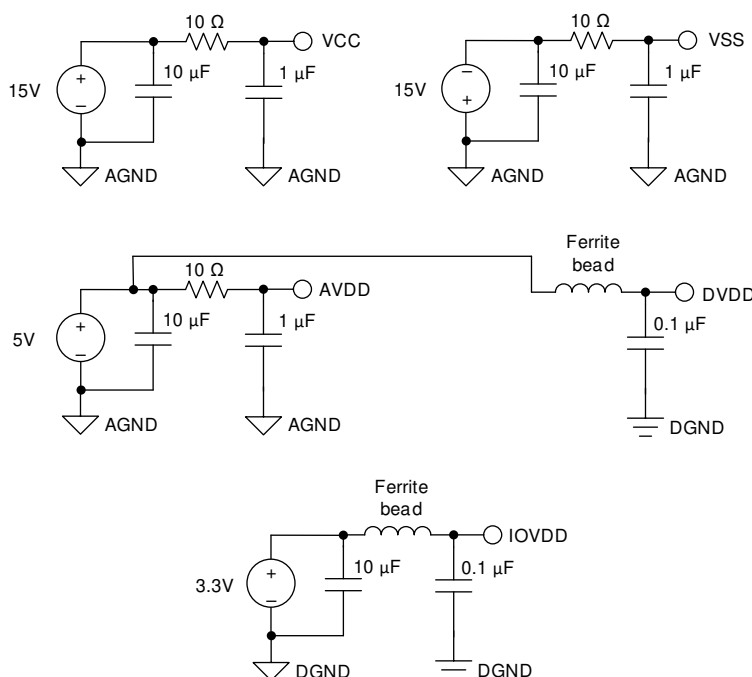 10 Ω
VCC
10 µF
1 µF
15V
AGND
AGND
10 Ω
VSS
10 µF
1 µF
15V
AGND
AGND
Ferrite
bead
10 Ω
AVDD
DVDD
10 µF
1 µF
0.1 µF
5V
AGND
AGND
DGND
Ferrite
bead
IOVDD
10 µF
0.1 µF
3.3V
DGND
DGND